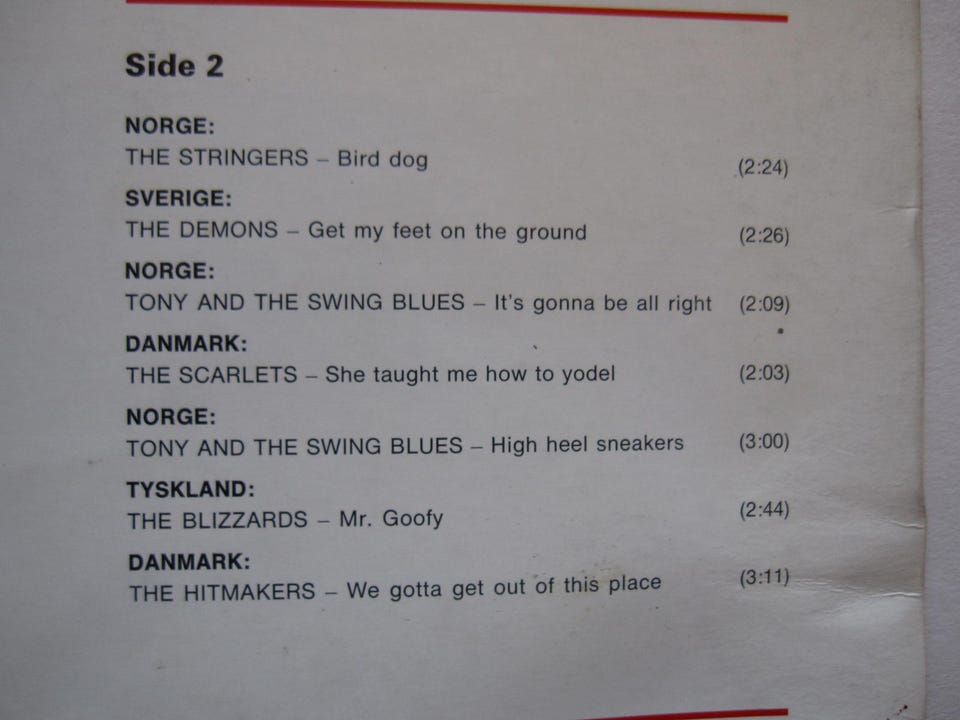 Side 2
NORGE:
THE STRINGERS – Bird dog (2:24)
SVERIGE:
THE DEMONS – Get my feet on the ground (2:26)
NORGE:
TONY AND THE SWING BLUES – It's gonna be all right (2:09)
DANMARK:
THE SCARLETS – She taught me how to yodel (2:03)
NORGE:
TONY AND THE SWING BLUES – High heel sneakers (3:00)
TYSKLAND:
THE BLIZZARDS – Mr. Goofy (2:44)
DANMARK:
THE HITMAKERS – We gotta get out of this place (3:11)